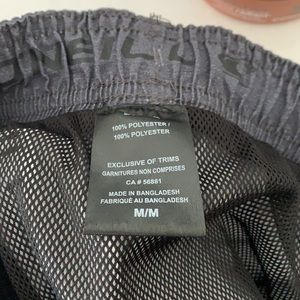 100% POLYESTER /
100% POLYESTER
EXCLUSIVE OF TRIMS
GARNITURES NON COMPRISES
CA # 56881
MADE IN BANGLADESH
FABRIQUÉ AU BANGLADESH
M/M